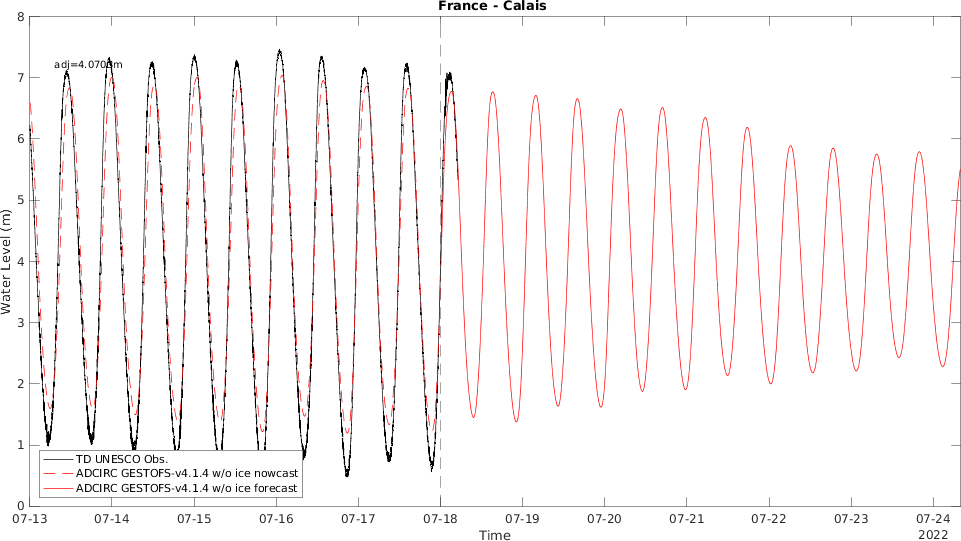 France - Calais
8
7
6
5
4
3
2
1
0
Water Level (m)
adj=4.0703m
TD UNESCO Obs.
ADCIRC GESTOFS-v4.1.4 w/o ice nowcast
ADCIRC GESTOFS-v4.1.4 w/o ice forecast
07-13 07-14 07-15 07-16 07-17 07-18 07-19 07-20 07-21 07-22 07-23 07-24
Time
2022